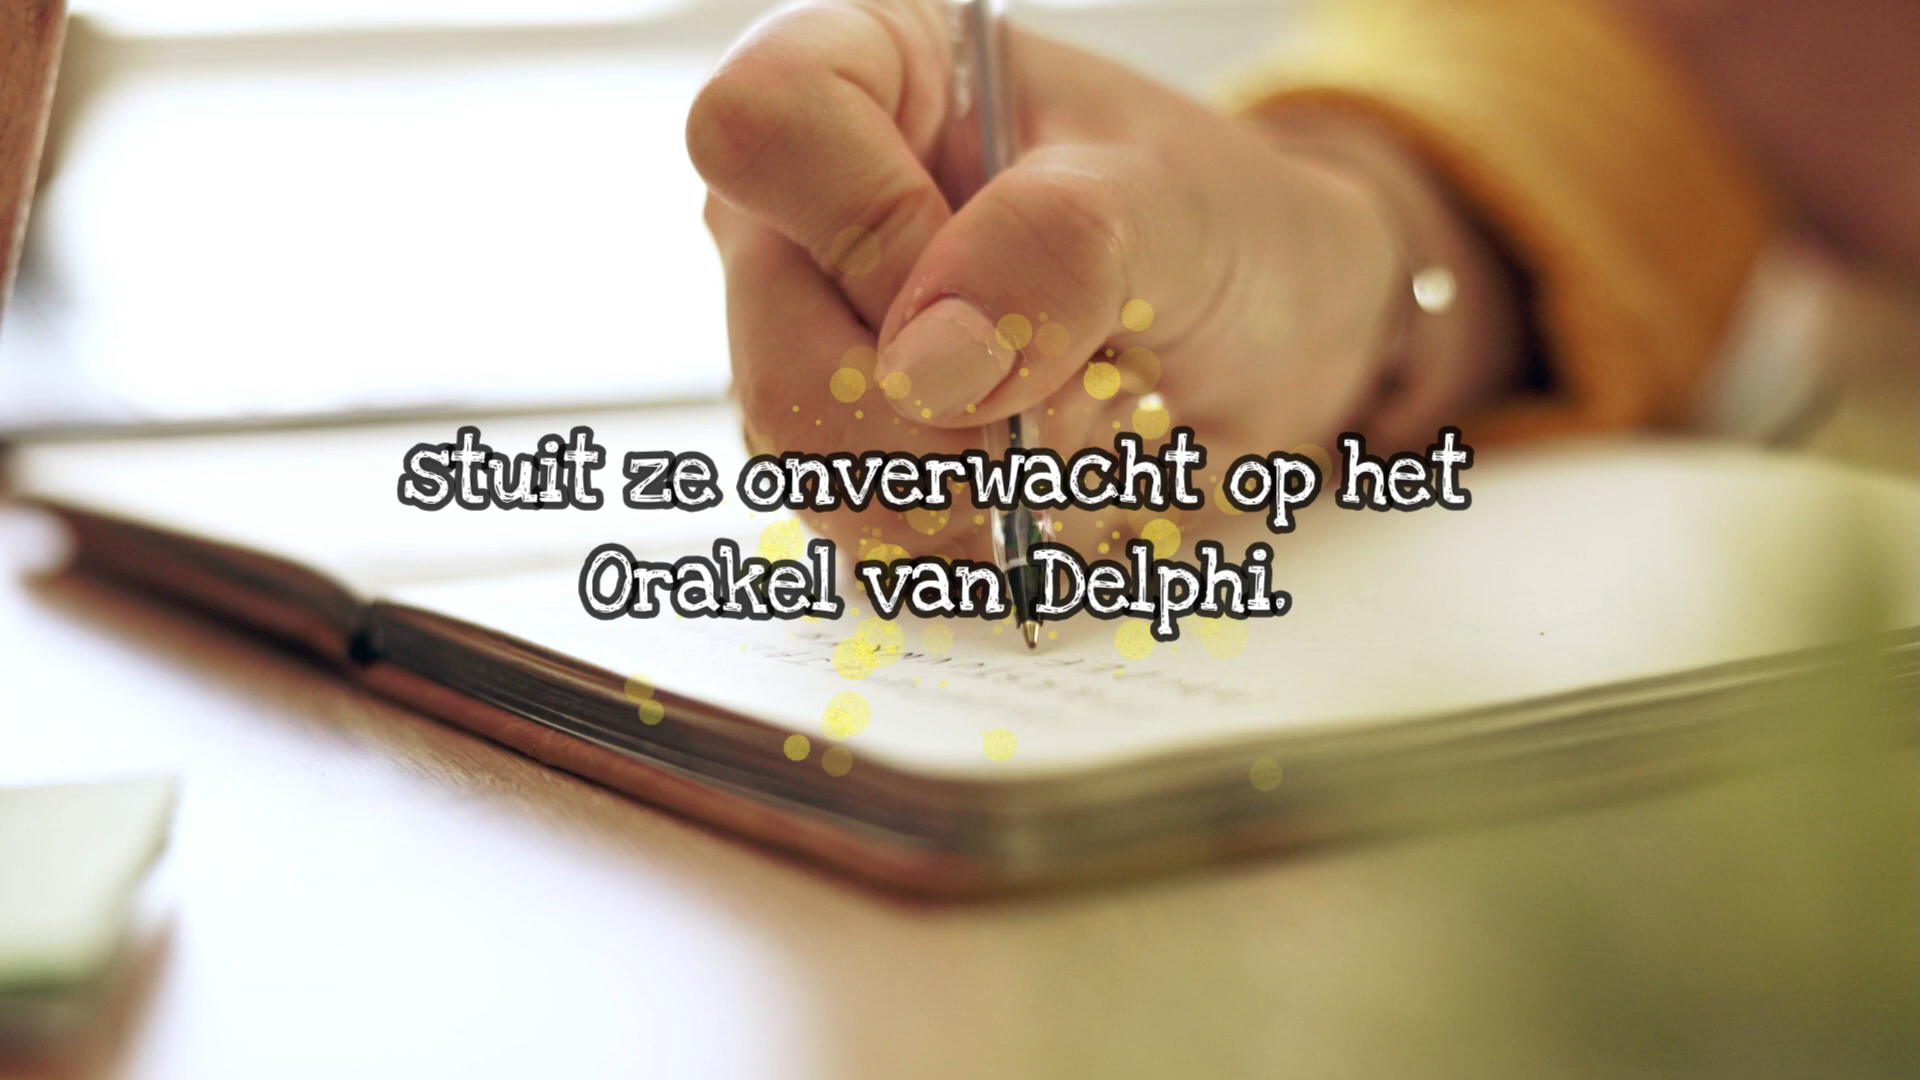 stuit ze onverwacht op het
Orakel van Delphi.